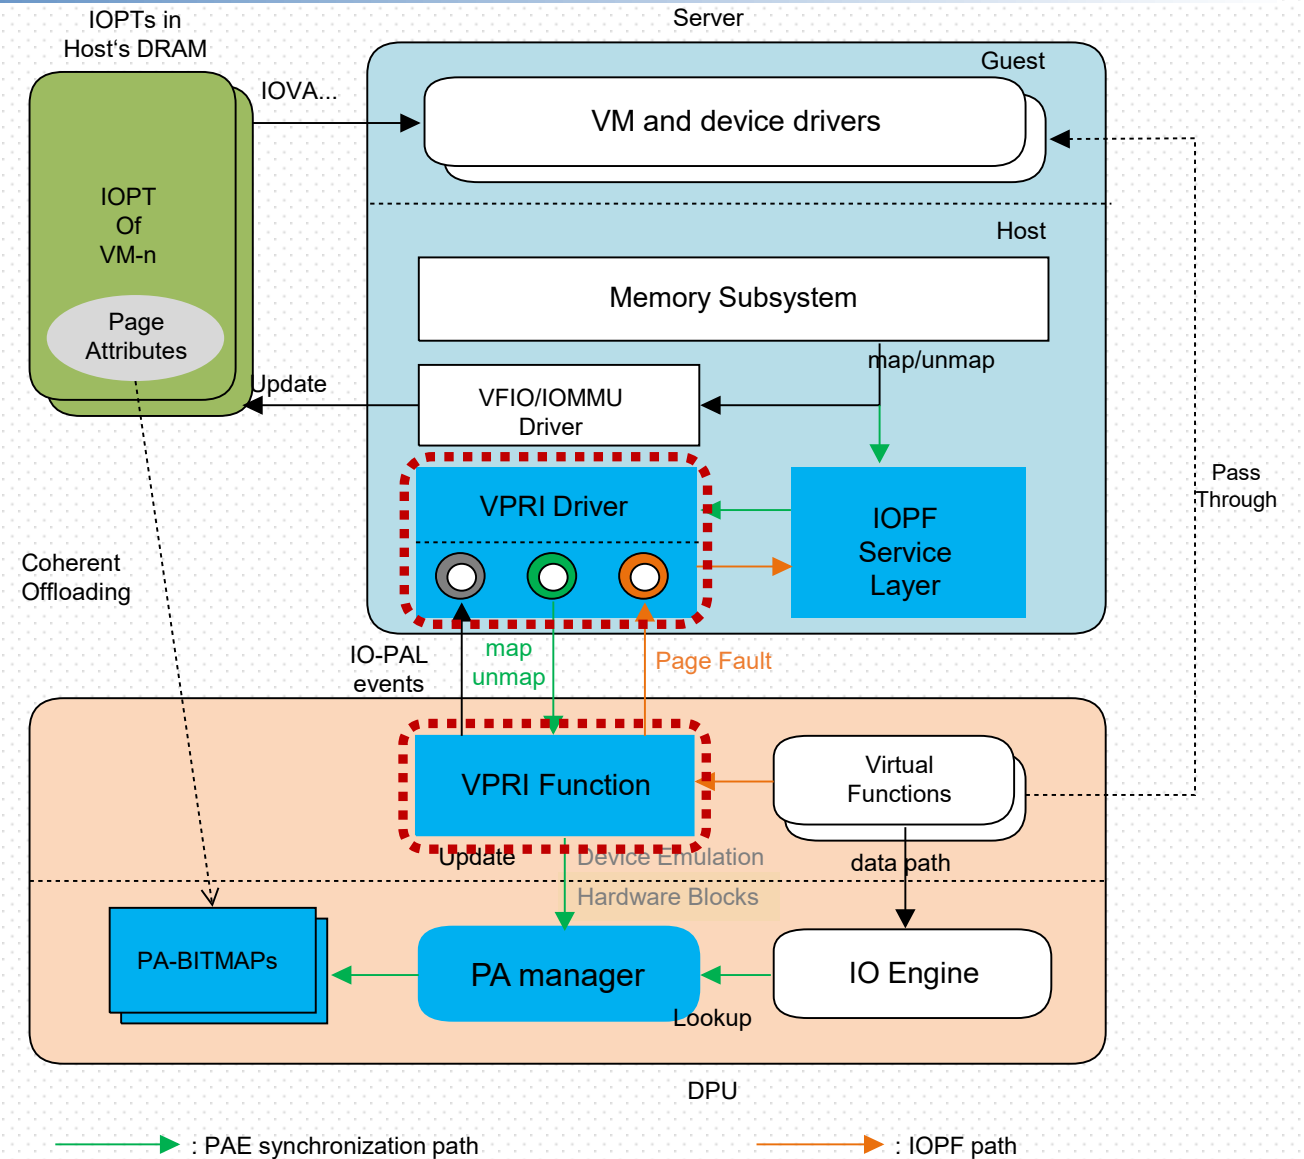 IOPTs in
Host's DRAM
Server
Guest
IOVA...
VM and device drivers
IOPT
Of
VM-n
Host
Memory Subsystem
Page
Attributes
map/unmap
Update
VFIO/IOMMU
Driver
Pass
Through
VPRI Driver
IOPF
Service
Layer
Coherent
Offloading
IO-PAL
events
map
unmap
Page Fault
VPRI Function
Virtual
Functions
Update
Device Emulation
data path
Hardware Blocks
PA-BITMAPs
PA manager
IO Engine
Lookup
DPU
: PAE synchronization path
: IOPF path